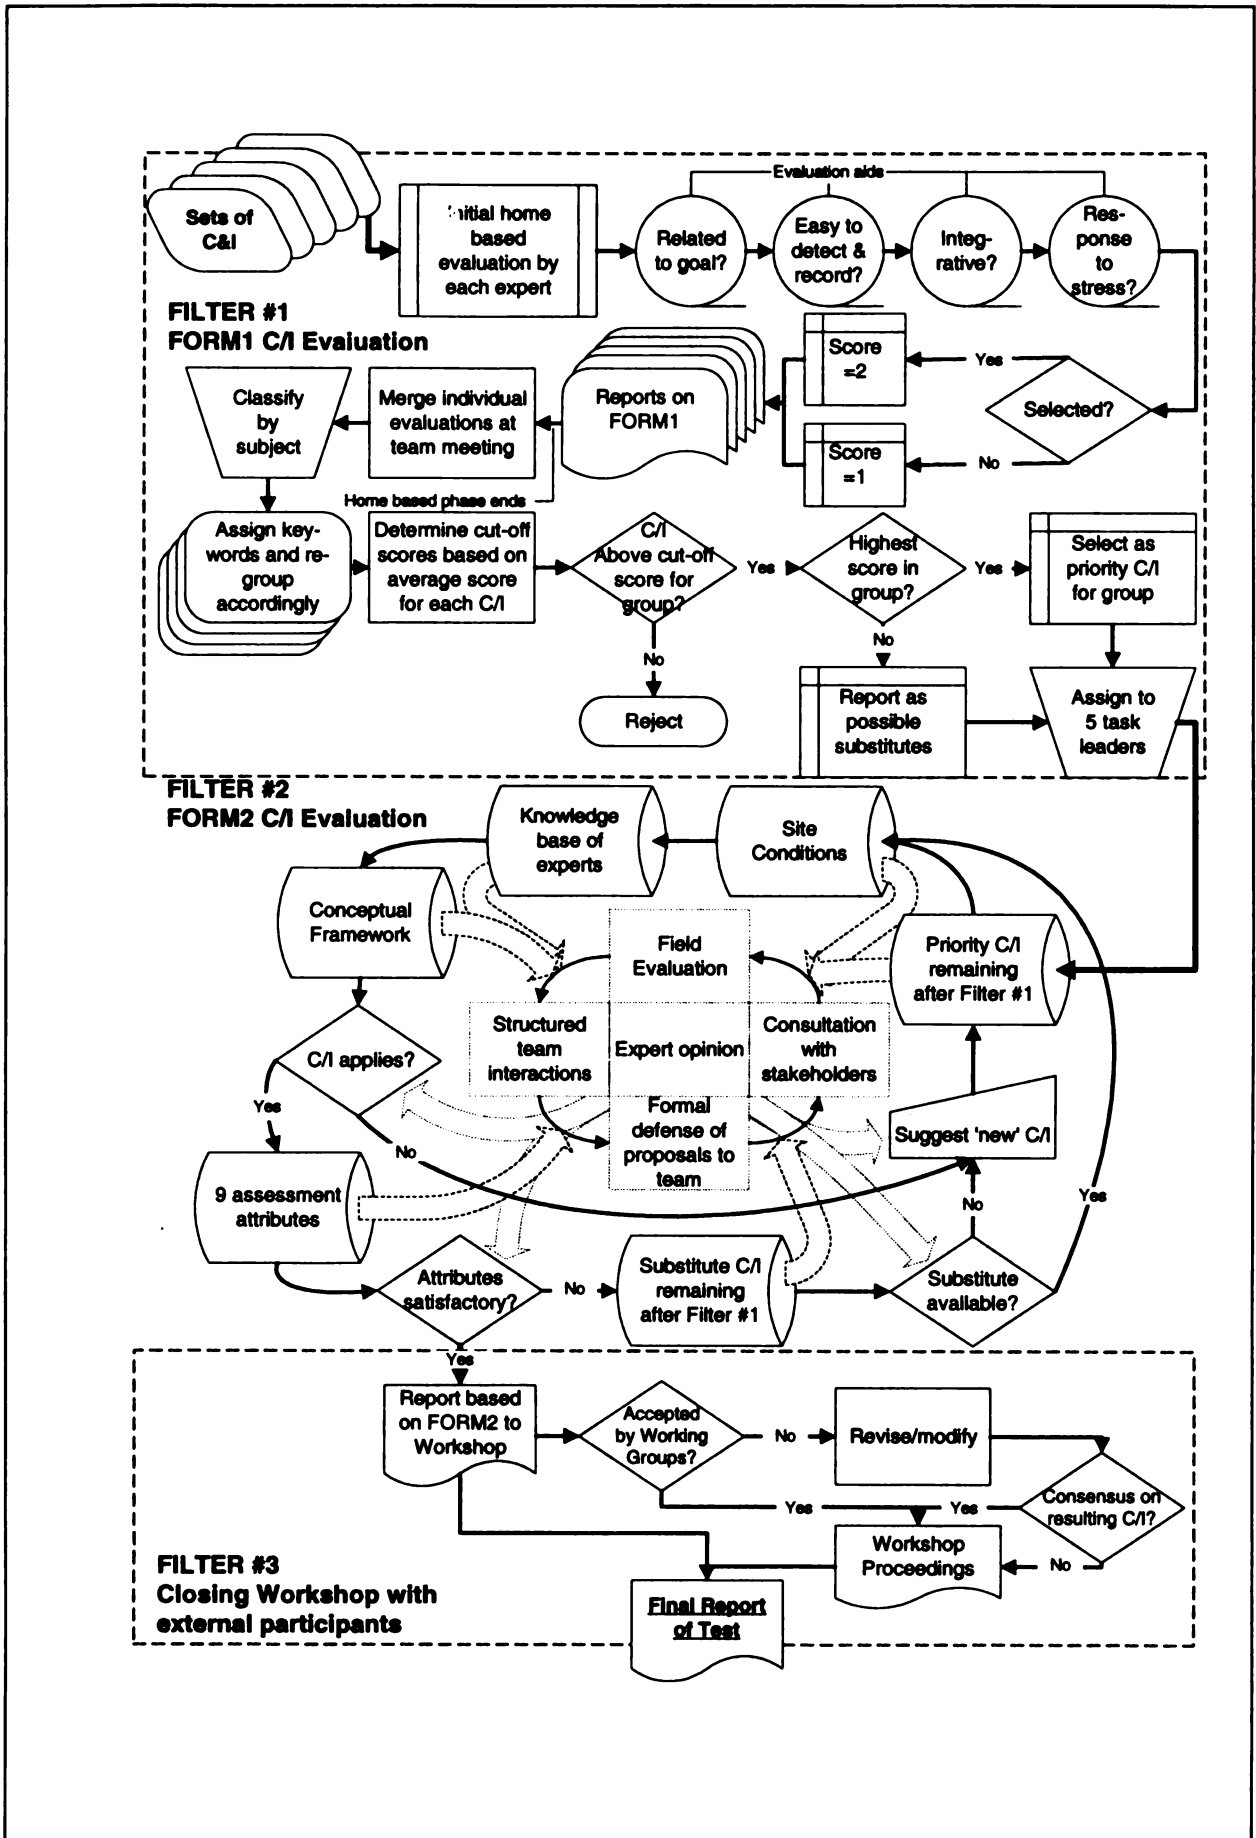 Evaluation aids
Sets of
C&I
Initial home
based
evaluation by
each expert
Related
to goal?
Easy to
detect &
record?
Integ-
rative?
Res-
ponse
to
stress?
FILTER #1
FORM1 C/I Evaluation
Classify
by
subject
Merge individual
evaluations at
team meeting
Reports on
FORM1
Score
=2
Yes
Selected?
Score
=1
No
Home based phase ends
Assign key-
words and re-
group
accordingly
Determine cut-off
scores based on
average score
for each C/I
C/I
Above cut-off
score for
group?
Yes
Highest
score in
group?
Yes
Select as
priority C/I
for group
No
No
Reject
Report as
possible
substitutes
Assign to
5 task
leaders
FILTER #2
FORM2 C/I Evaluation
Knowledge
base of
experts
Site
Conditions
Conceptual
Framework
Field
Evaluation
Priority C/I
remaining
after Filter #1
Structured
team
interactions
Expert opinion
Consultation
with
stakeholders
C/I applies?
Yes
Formal
defense of
proposals to
team
Suggest 'new' C/I
No
9 assessment
attributes
No
Yes
Attributes
satisfactory?
No
Substitute C/I
remaining
after Filter #1
Substitute
available?
Yes
Report based
on FORM2 to
Workshop
Accepted
by Working
Groups?
No
Revise/modify
Yes
Yes
Consensus on
resulting C/I?
Workshop
Proceedings
No
FILTER #3
Closing Workshop with
external participants
Final Report
of Test